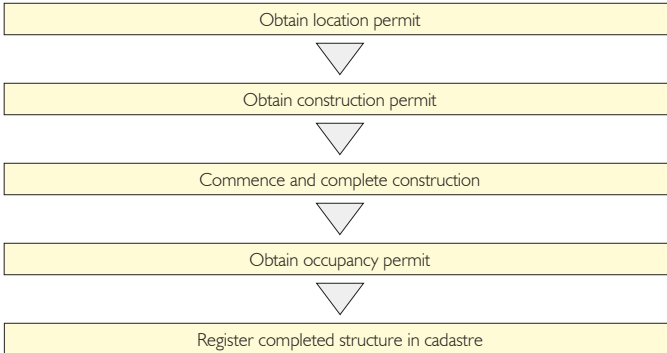 Obtain location permit
Obtain construction permit
Commence and complete construction
Obtain occupancy permit
Register completed structure in cadastre